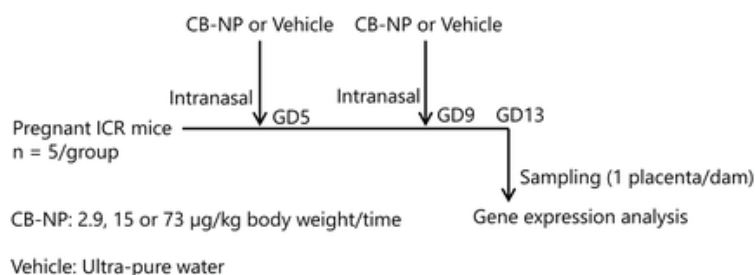 CB-NP or Vehicle CB-NP or Vehicle
Intranasal Intranasal
GD5 GD9 GD13
Pregnant ICR mice
n = 5/group
Sampling (1 placenta/dam)
CB-NP: 2.9, 15 or 73 µg/kg body weight/time
Gene expression analysis
Vehicle: Ultra-pure water